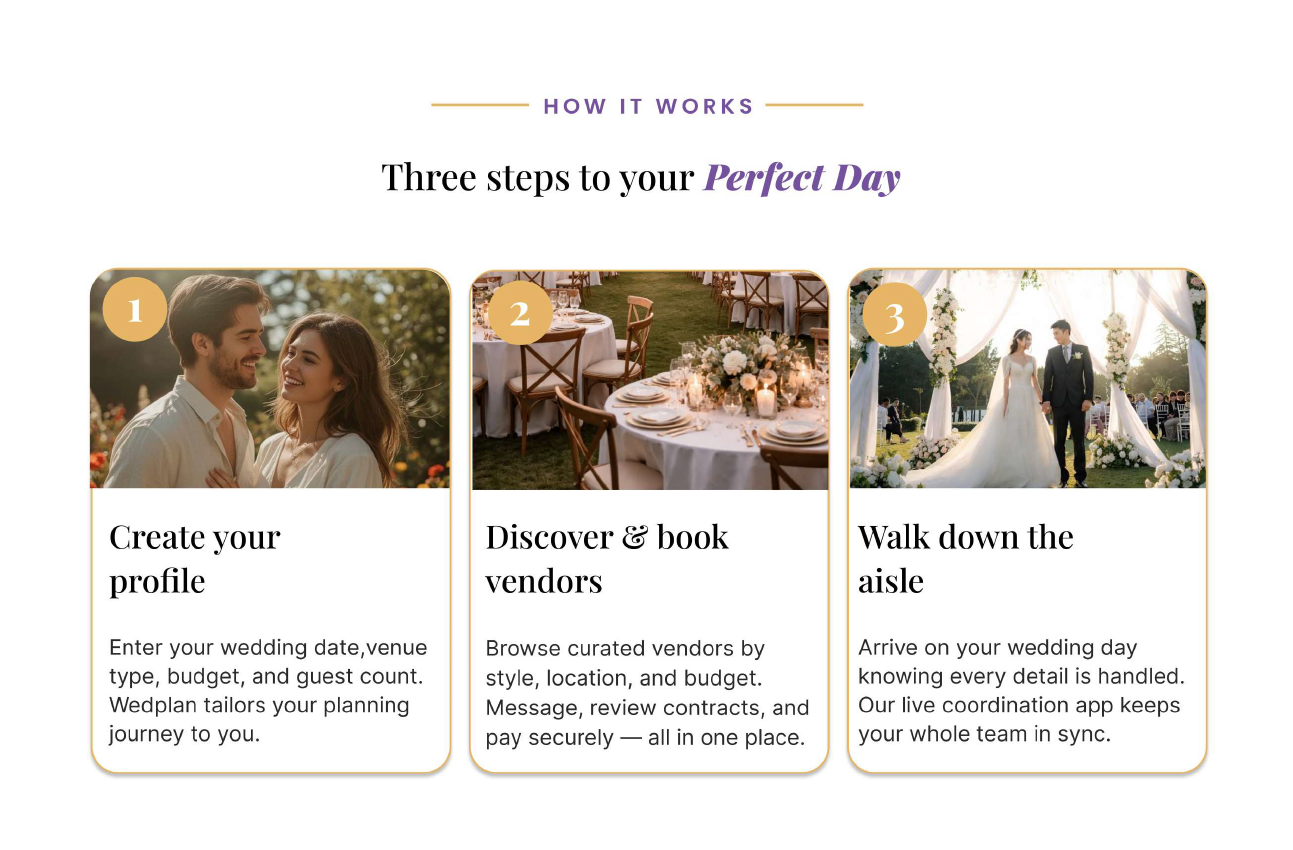 HOW IT WORKS
Three steps to your Perfect Day
1
2
3
Create your
profile
Enter your wedding date,venue
type, budget, and guest count.
Wedplan tailors your planning
journey to you.
Discover & book
vendors
Browse curated vendors by
style, location, and budget.
Message, review contracts, and
pay securely — all in one place.
Walk down the
aisle
Arrive on your wedding day
knowing every detail is handled.
Our live coordination app keeps
your whole team in sync.